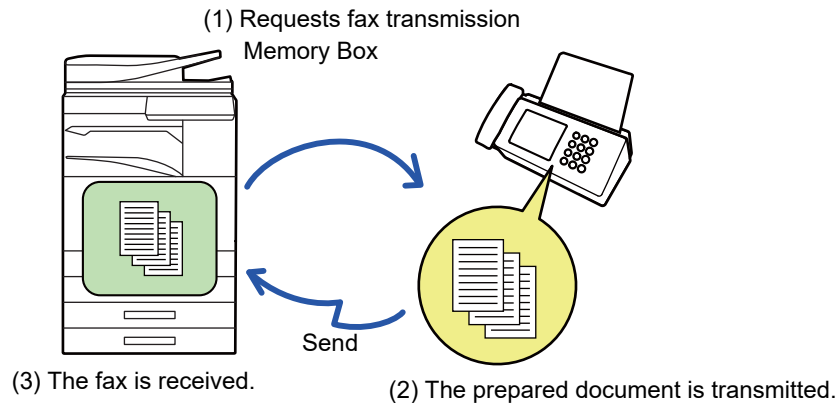 (1) Requests fax transmission
Memory Box
Send
(3) The fax is received.
(2) The prepared document is transmitted.